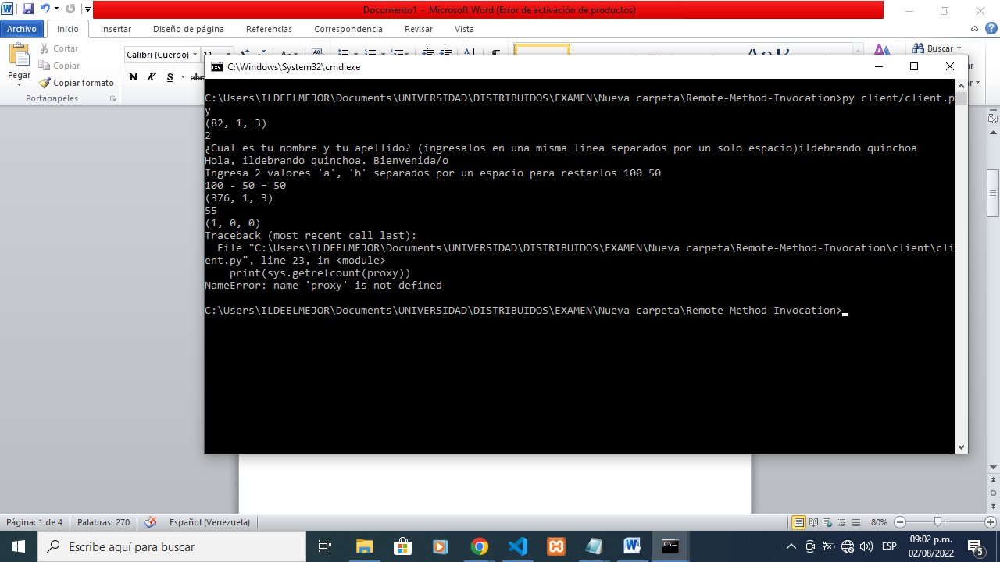 Documento1 - Microsoft Word (Error de activación de productos)
Archivo Inicio Insertar Diseño de página Referencias Correspondencia Revisar Vista
Cortar
Copiar
Copiar formato
Pegar
Portapapeles
Calibri (Cuerpo) 11
N K S abc
Buscar
C:\Windows\System32\cmd.exe
C:\Users\ILDEELMEJOR\Documents\UNIVERSIDAD\DISTRIBUIDOS\EXAMEN\Nueva carpeta\Remote-Method-Invocation>py client/client.p
y
(82, 1, 3)
2
¿Cual es tu nombre y tu apellido? (ingresalos en una misma linea separados por un solo espacio)ildebrando quinchoa
Hola, ildebrando quinchoa. Bienvenida/o
Ingresa 2 valores 'a', 'b' separados por un espacio para restarlos 100 50
100 - 50 = 50
(376, 1, 3)
55
(1, 0, 0)
Traceback (most recent call last):
File "C:\Users\ILDEELMEJOR\Documents\UNIVERSIDAD\DISTRIBUIDOS\EXAMEN\Nueva carpeta\Remote-Method-Invocation\client\cli
ent.py", line 23, in <module>
print(sys.getrefcount(proxy))
NameError: name 'proxy' is not defined
C:\Users\ILDEELMEJOR\Documents\UNIVERSIDAD\DISTRIBUIDOS\EXAMEN\Nueva carpeta\Remote-Method-Invocation>
Página: 1 de 4 Palabras: 270 Español (Venezuela) 80%
Escribe aquí para buscar
ESP
09:02 p.m.
02/08/2022
5